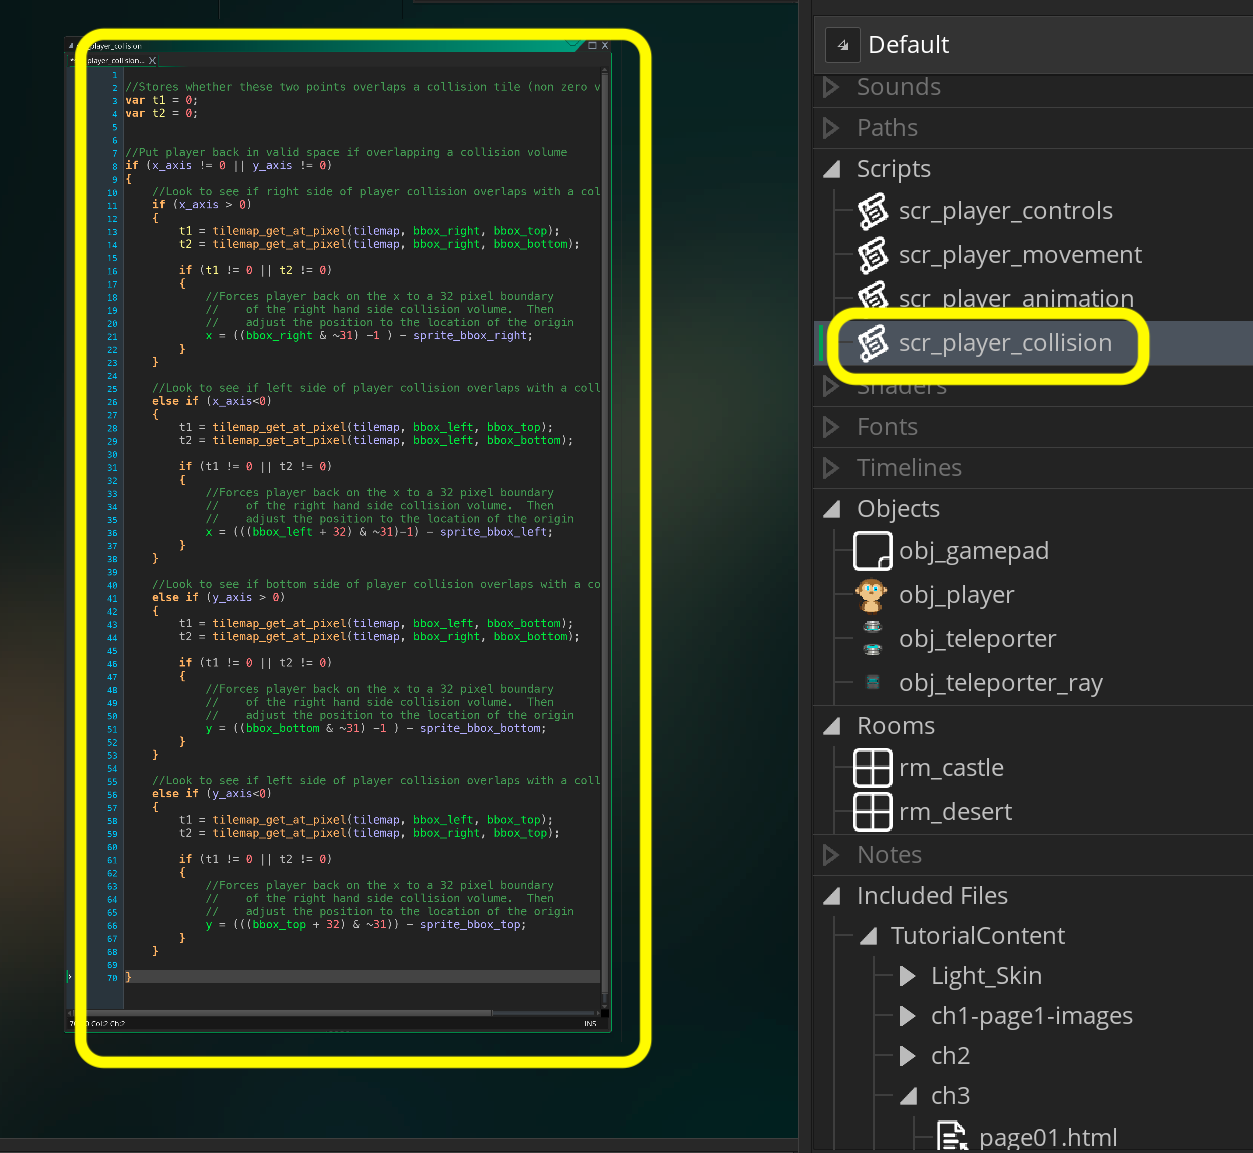 player_collision
player_collision...
1
2 //Stores whether these two points overlaps a collision tile (non zero v
3 var t1 = 0;
4 var t2 = 0;
5
6
7 //Put player back in valid space if overlapping a collision volume
8 if (x_axis != 0 || y_axis != 0)
9 {
10 //Look to see if right side of player collision overlaps with a col
11 if (x_axis > 0)
12 {
13 t1 = tilemap_get_at_pixel(tilemap, bbox_right, bbox_top);
14 t2 = tilemap_get_at_pixel(tilemap, bbox_right, bbox_bottom);
15
16 if (t1 != 0 || t2 != 0)
17 {
18 //Forces player back on the x to a 32 pixel boundary
19 // of the right hand side collision volume. Then
20 // adjust the position to the location of the origin
21 x = ((bbox_right & ~31) -1 ) - sprite_bbox_right;
22 }
23 }
24
25 //Look to see if left side of player collision overlaps with a coll
26 else if (x_axis<0)
27 {
28 t1 = tilemap_get_at_pixel(tilemap, bbox_left, bbox_top);
29 t2 = tilemap_get_at_pixel(tilemap, bbox_left, bbox_bottom);
30
31 if (t1 != 0 || t2 != 0)
32 {
33 //Forces player back on the x to a 32 pixel boundary
34 // of the right hand side collision volume. Then
35 // adjust the position to the location of the origin
36 x = (((bbox_left + 32) & ~31)-1) - sprite_bbox_left;
37 }
38 }
39
40 //Look to see if bottom side of player collision overlaps with a co
41 else if (y_axis > 0)
42 {
43 t1 = tilemap_get_at_pixel(tilemap, bbox_left, bbox_bottom);
44 t2 = tilemap_get_at_pixel(tilemap, bbox_right, bbox_bottom);
45
46 if (t1 != 0 || t2 != 0)
47 {
48 //Forces player back on the x to a 32 pixel boundary
49 // of the right hand side collision volume. Then
50 // adjust the position to the location of the origin
51 y = ((bbox_bottom & ~31) -1 ) - sprite_bbox_bottom;
52 }
53 }
54
55 //Look to see if left side of player collision overlaps with a coll
56 else if (y_axis<0)
57 {
58 t1 = tilemap_get_at_pixel(tilemap, bbox_left, bbox_top);
59 t2 = tilemap_get_at_pixel(tilemap, bbox_right, bbox_top);
60
61 if (t1 != 0 || t2 != 0)
62 {
63 //Forces player back on the x to a 32 pixel boundary
64 // of the right hand side collision volume. Then
65 // adjust the position to the location of the origin
66 y = (((bbox_top + 32) & ~31)) - sprite_bbox_top;
67 }
68 }
69
70 }
Col:2 Ch:2 INS
Default
Sounds
Paths
Scripts
scr_player_controls
scr_player_movement
scr_player_animation
scr_player_collision
Shaders
Fonts
Timelines
Objects
obj_gamepad
obj_player
obj_teleporter
obj_teleporter_ray
Rooms
rm_castle
rm_desert
Notes
Included Files
TutorialContent
Light_Skin
ch1-page1-images
ch2
ch3
page01.html